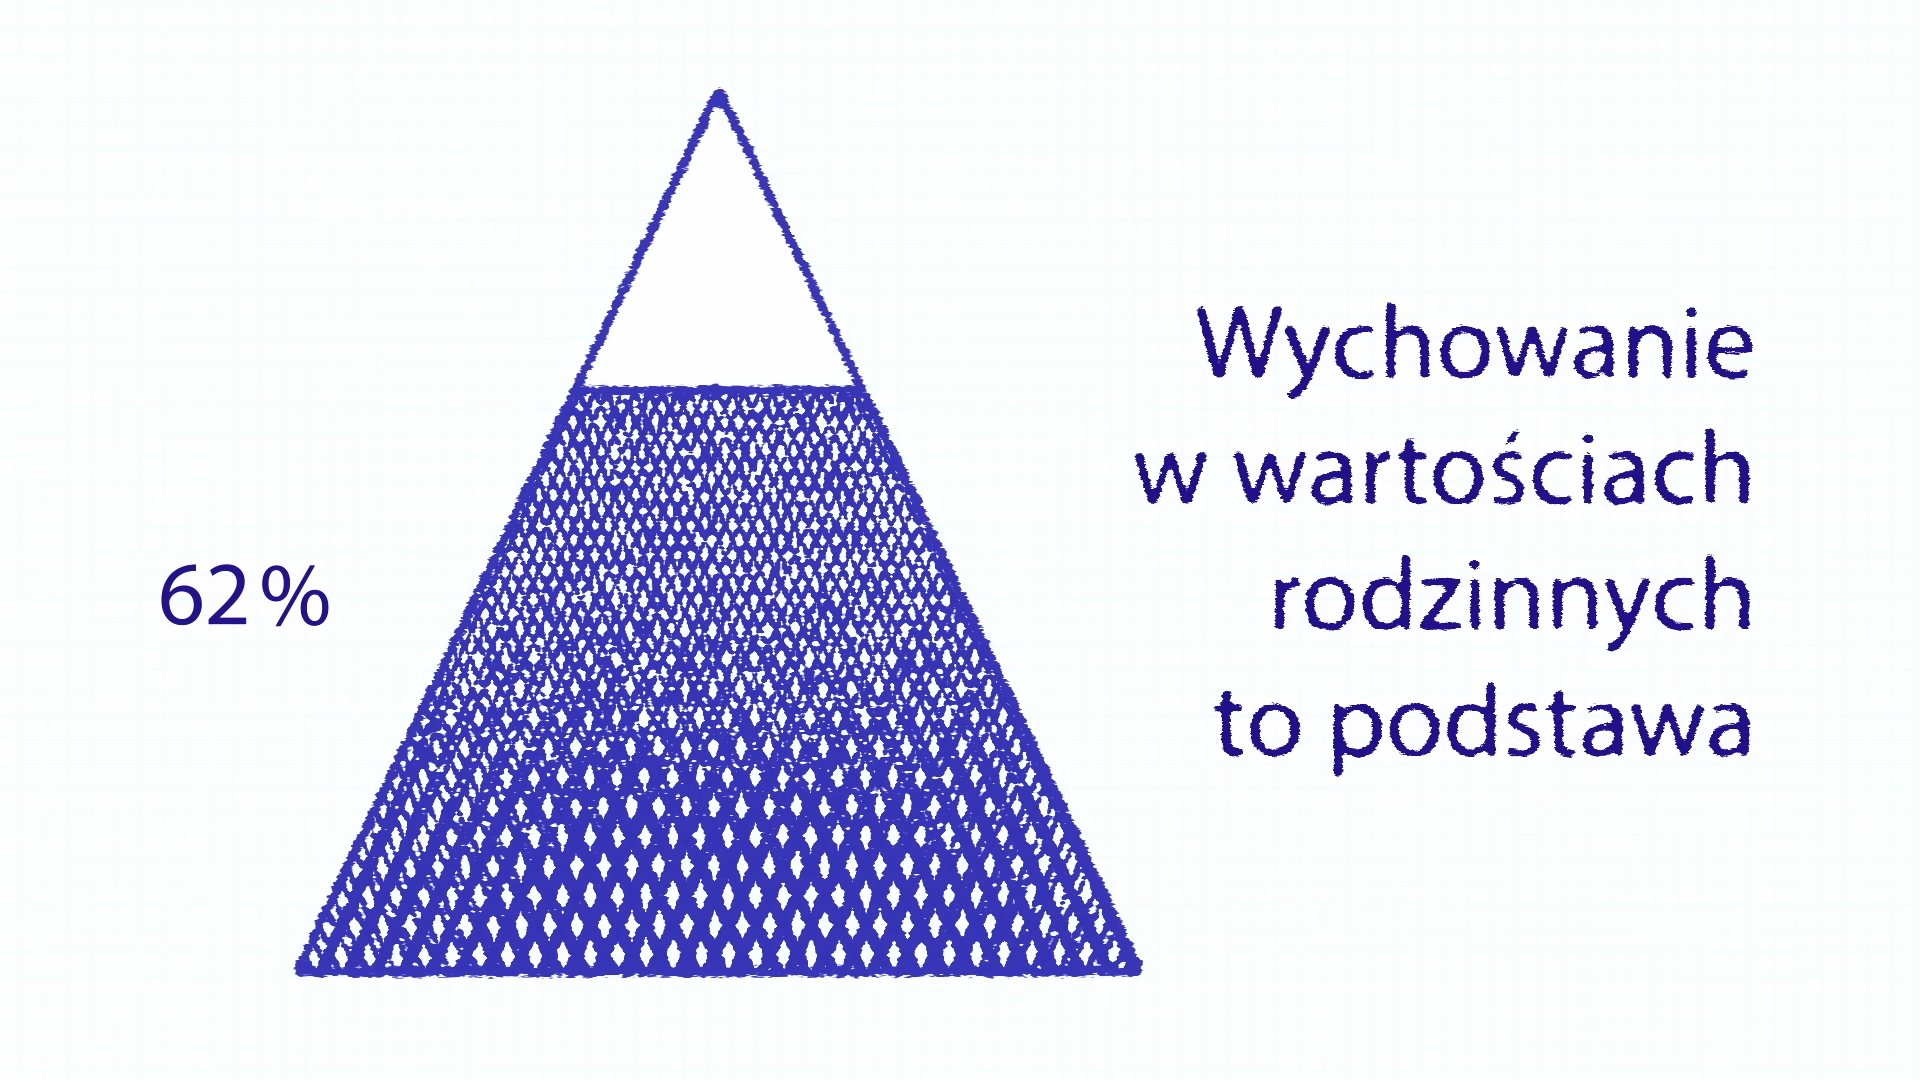 62%
Wychowanie
w wartościach
rodzinnych
to podstawa